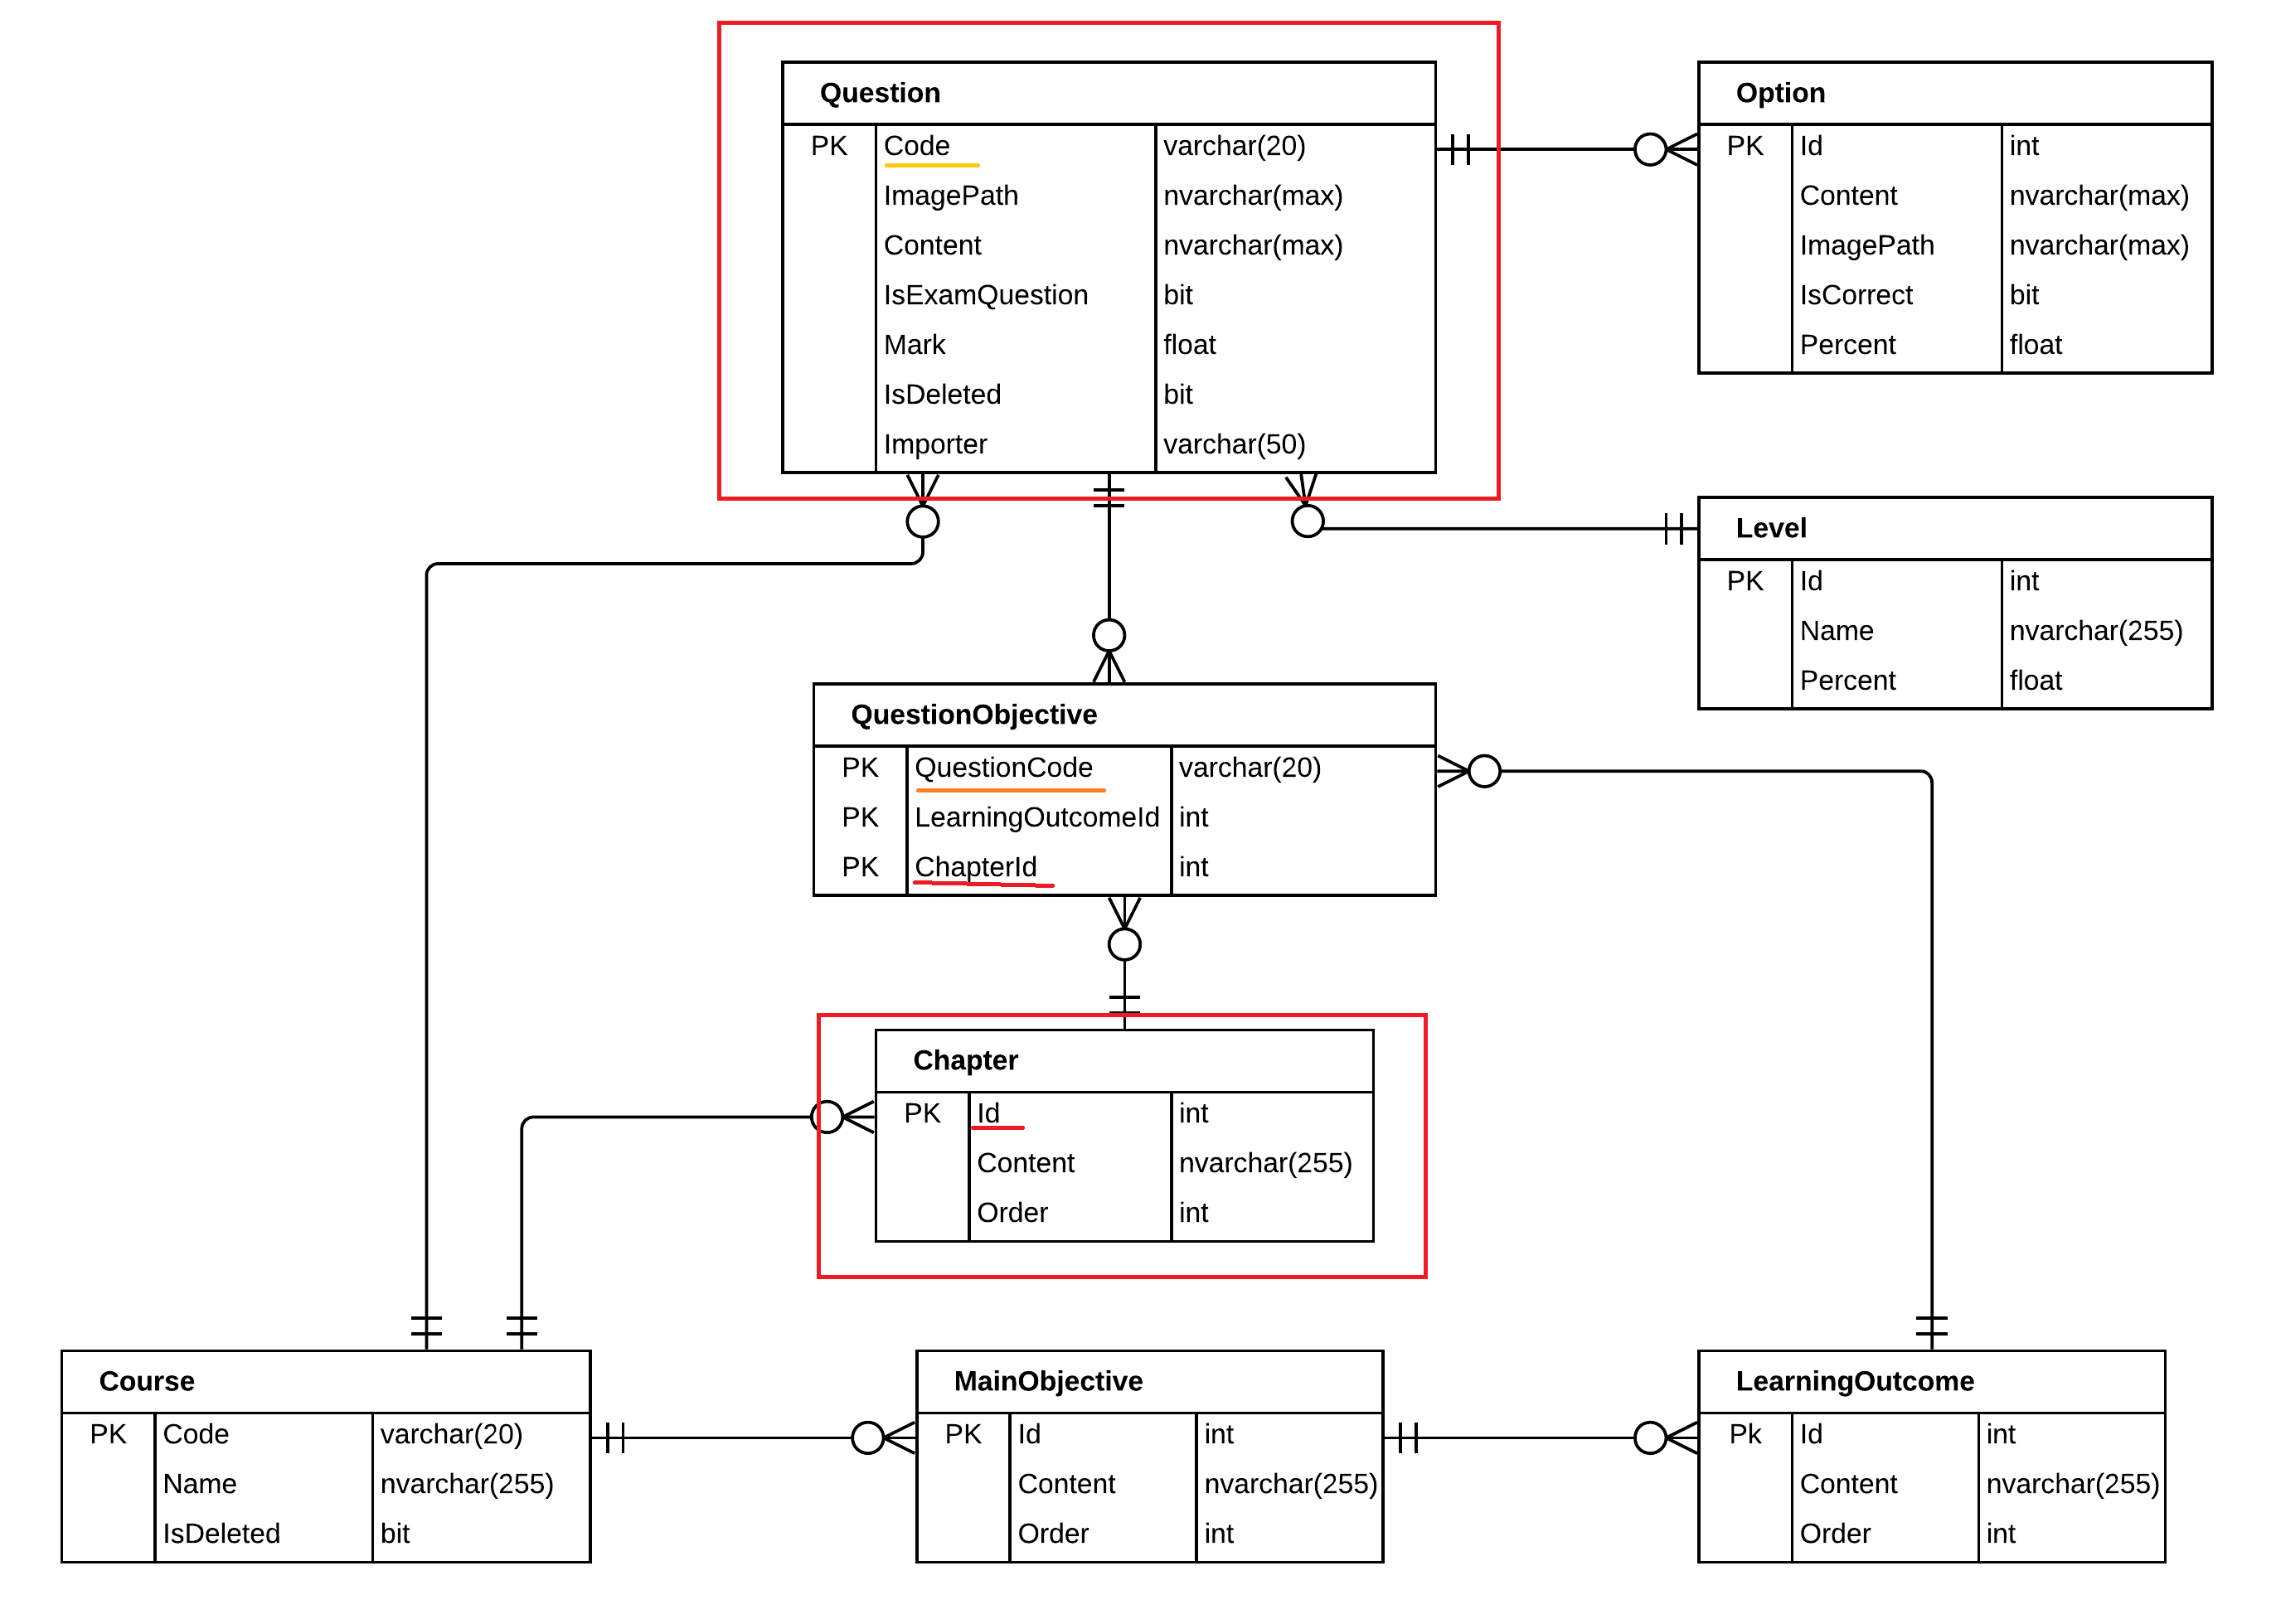 Question
PK Code varchar(20)
ImagePath nvarchar(max)
Content nvarchar(max)
IsExamQuestion bit
Mark float
IsDeleted bit
Importer varchar(50)
Option
PK Id int
Content nvarchar(max)
ImagePath nvarchar(max)
IsCorrect bit
Percent float
Level
PK Id int
Name nvarchar(255)
Percent float
QuestionObjective
PK QuestionCode varchar(20)
PK LearningOutcomeId int
PK ChapterId int
Chapter
PK Id int
Content nvarchar(255)
Order int
Course
PK Code varchar(20)
Name nvarchar(255)
IsDeleted bit
MainObjective
PK Id int
Content nvarchar(255)
Order int
LearningOutcome
Pk Id int
Content nvarchar(255)
Order int